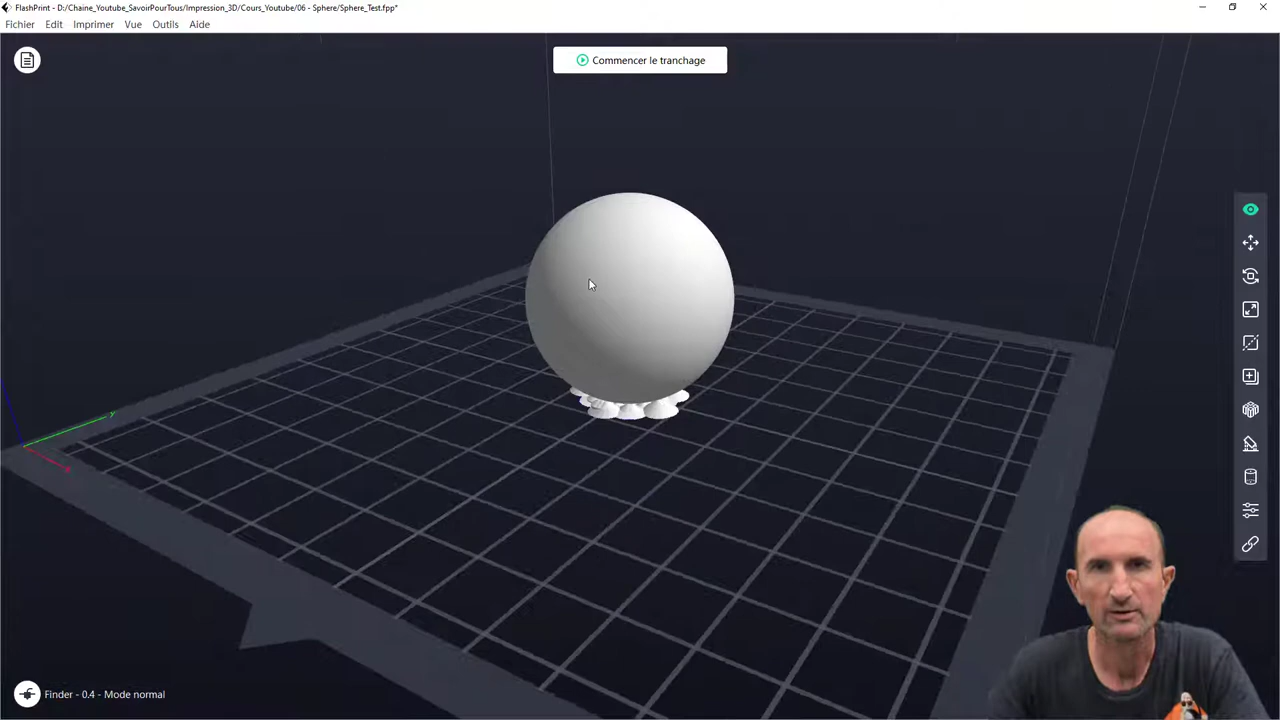 FlashPrint - D:/Chaine_Youtube_SavoirPourTous/Impression_3D/Cours_Youtube/06 - Sphere/Sphere_Test.fpp*
Fichier Edit Imprimer Vue Outils Aide
Commencer le tranchage
y
Finder - 0.4 - Mode normal